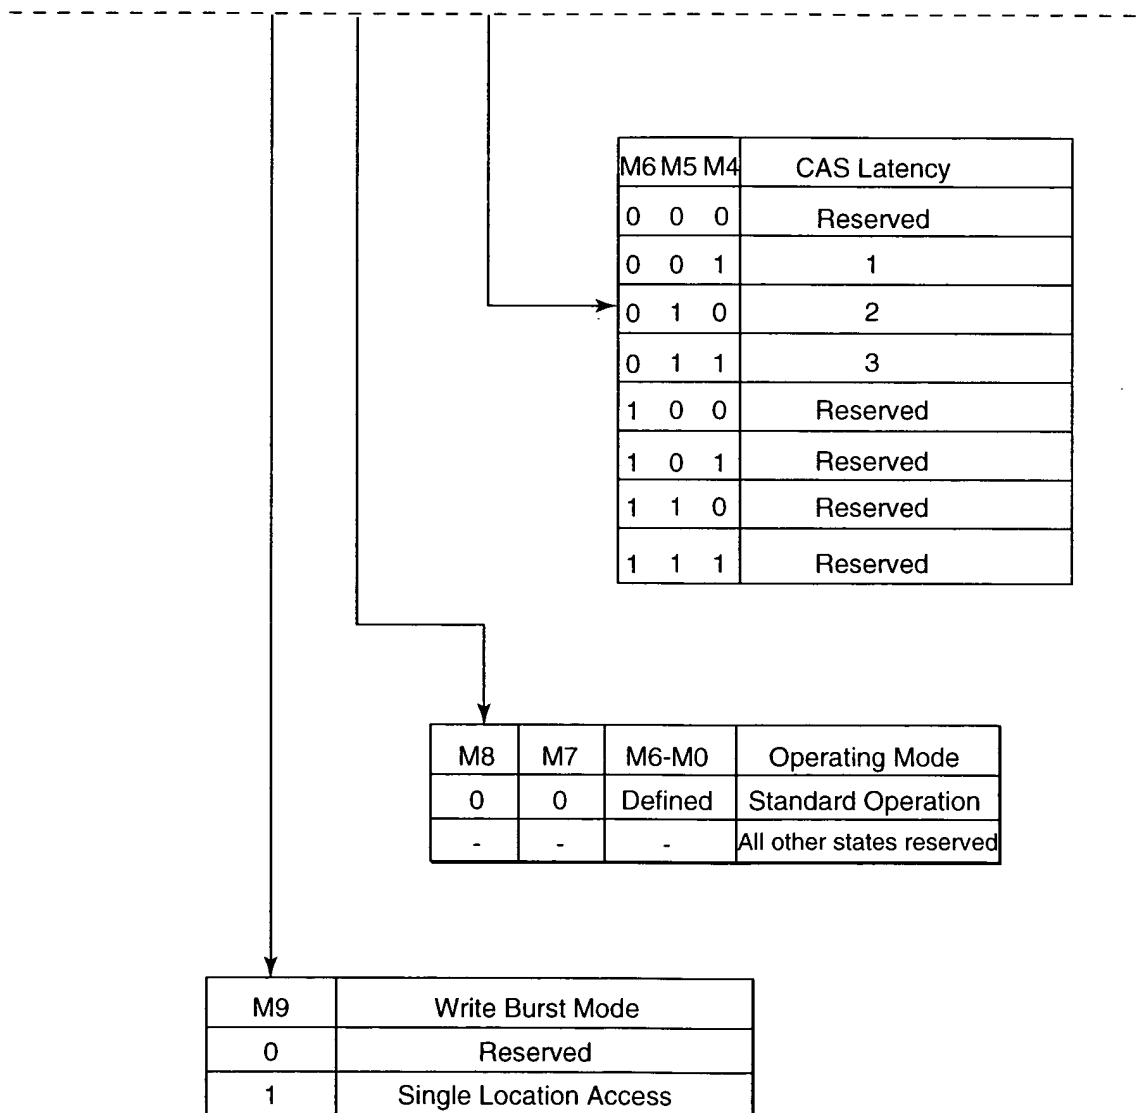 M6 M5 M4 CAS Latency
0 0 0 Reserved
0 0 1 1
0 1 0 2
0 1 1 3
1 0 0 Reserved
1 0 1 Reserved
1 1 0 Reserved
1 1 1 Reserved
M8 M7 M6-M0 Operating Mode
0 0 Defined Standard Operation
- - - All other states reserved
M9 Write Burst Mode
0 Reserved
1 Single Location Access